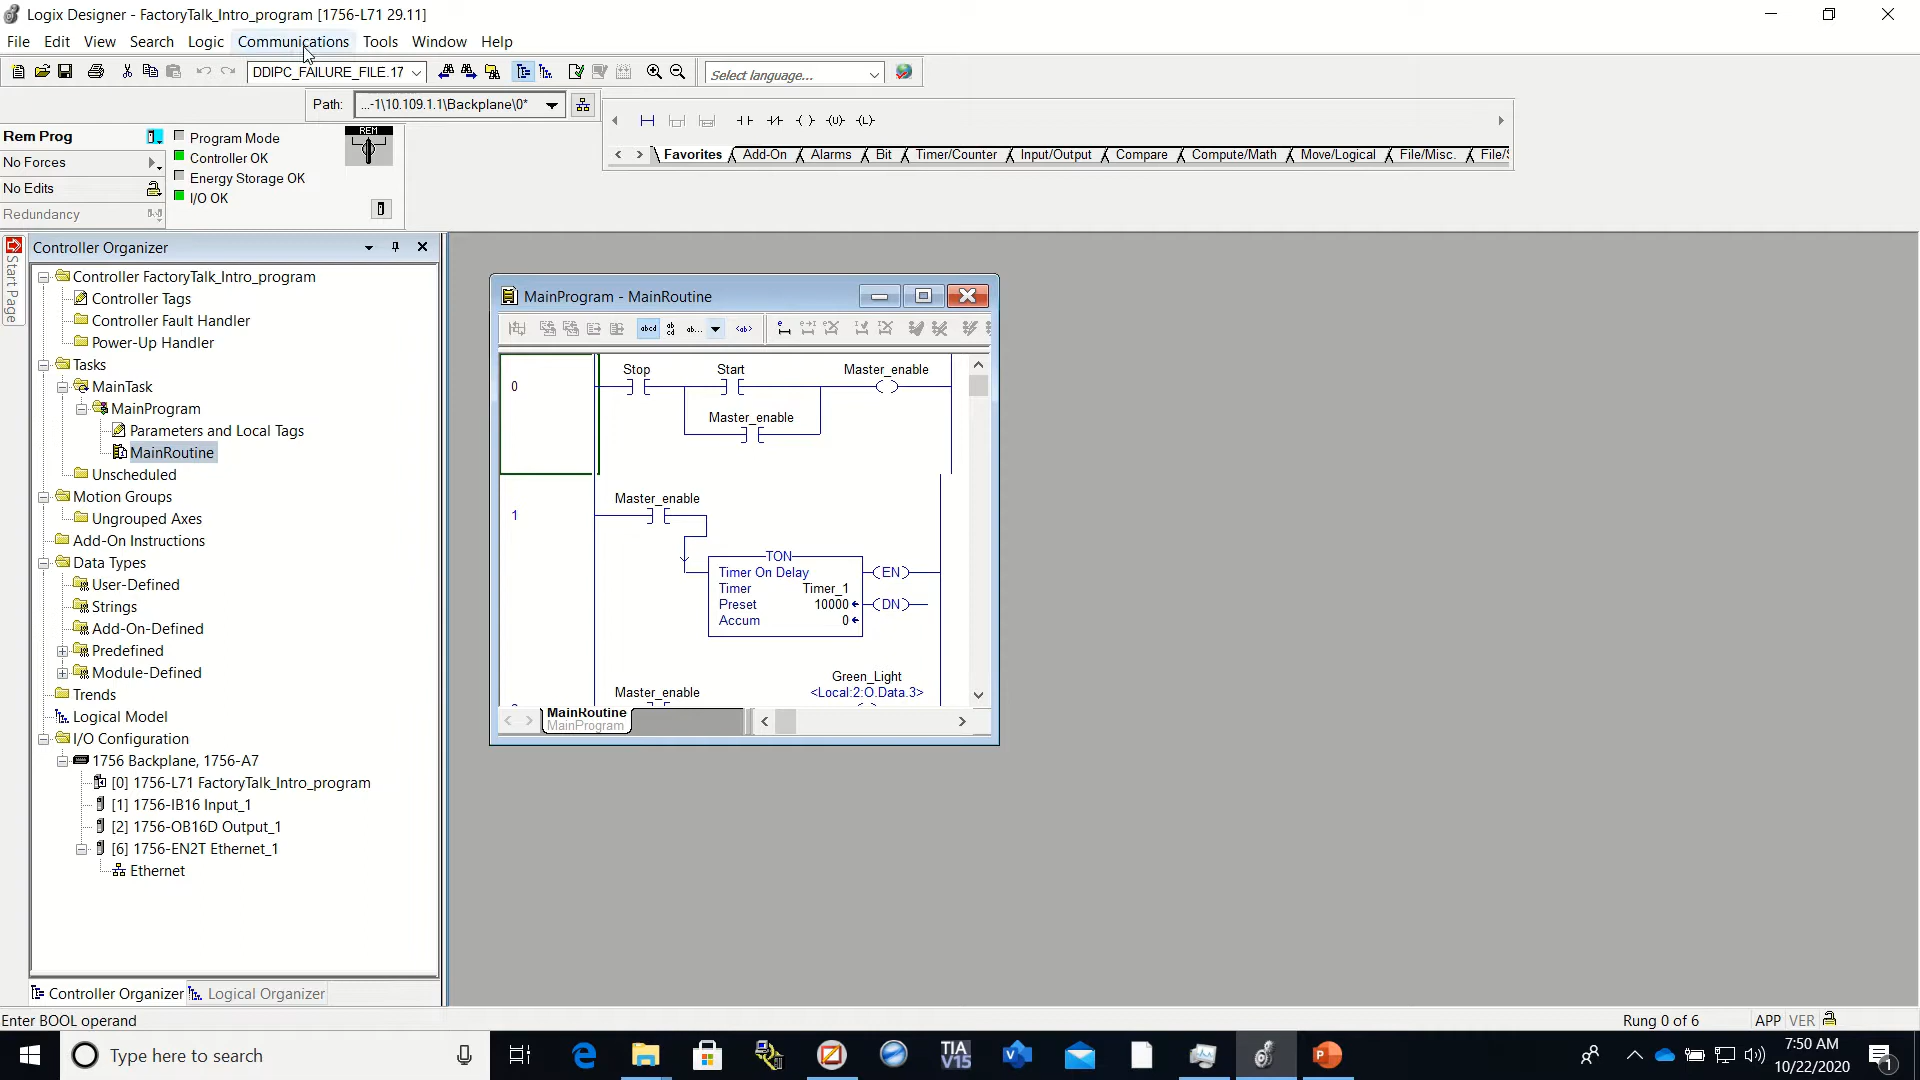 Logix Designer - FactoryTalk_Intro_program [1756-L71 29.11]
File Edit View Search Logic Communications Tools Window Help
DDIPC_FAILURE_FILE.17
Select language...
Path: ...-1\10.109.1.1\Backplane\0*
Rem Prog
No Forces
No Edits
Redundancy
Program Mode
Controller OK
Energy Storage OK
I/O OK
REM
Favorites Add-On Alarms Bit Timer/Counter Input/Output Compare Compute/Math Move/Logical File/Misc.
Start Page
Controller Organizer
Controller FactoryTalk_Intro_program
Controller Tags
Controller Fault Handler
Power-Up Handler
Tasks
MainTask
MainProgram
Parameters and Local Tags
MainRoutine
Unscheduled
Motion Groups
Ungrouped Axes
Add-On Instructions
Data Types
User-Defined
Strings
Add-On-Defined
Predefined
Module-Defined
Trends
Logical Model
I/O Configuration
1756 Backplane, 1756-A7
[0] 1756-L71 FactoryTalk_Intro_program
[1] 1756-IB16 Input_1
[2] 1756-OB16D Output_1
[6] 1756-EN2T Ethernet_1
Ethernet
Controller Organizer Logical Organizer
MainProgram - MainRoutine
0
Stop Start Master_enable
Master_enable
1
Master_enable
TON
Timer On Delay EN
Timer Timer_1
Preset 10000 DN
Accum 0
Green_Light
Master_enable <Local:2:O.Data.3>
MainRoutine
MainProgram
Enter BOOL operand
Rung 0 of 6 APP VER
Type here to search
TIA V15
7:50 AM
10/22/2020
1